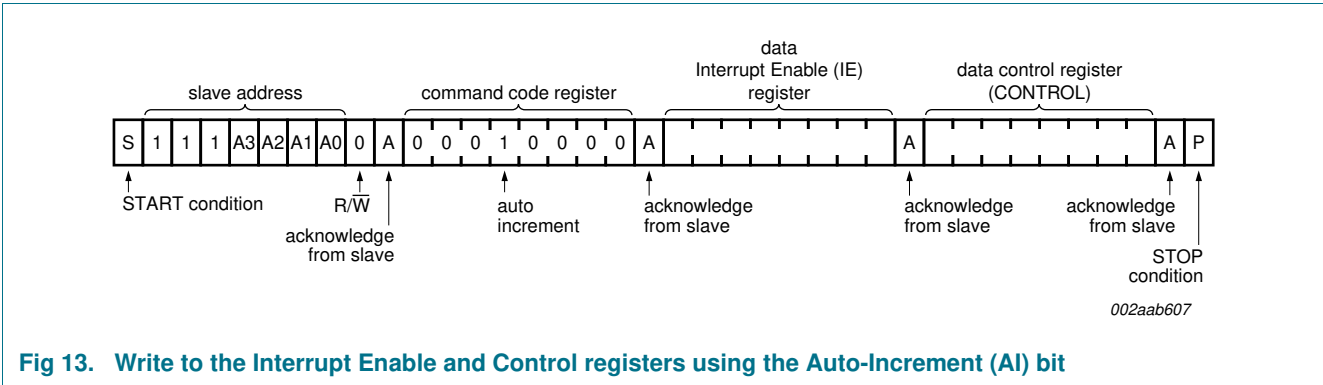 data
Interrupt Enable (IE)
register
data control register
(CONTROL)
slave address
command code register
S 1 1 1 A3 A2 A1 A0 0 A 0 0 0 1 0 0 0 0 A A A P
START condition
R/W̅
acknowledge
from slave
auto
increment
acknowledge
from slave
acknowledge
from slave
acknowledge
from slave
STOP
condition
002aab607
Fig 13. Write to the Interrupt Enable and Control registers using the Auto-Increment (AI) bit